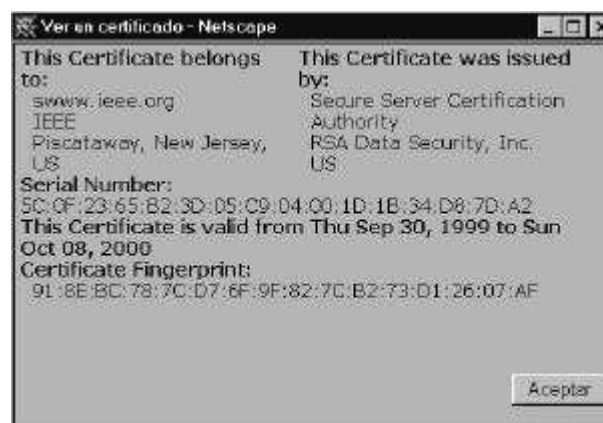 Ver un certificado - Netscape
This Certificate belongs to:
swww.ieee.org
IEEE
Piscataway, New Jersey, US
This Certificate was issued by:
Secure Server Certification Authority
RSA Data Security, Inc.
US
Serial Number:
5C:0F:23:65:B2:3D:05:C9:04:00:1D:1B:34:D8:7D:A2
This Certificate is valid from Thu Sep 30, 1999 to Sun
Oct 08, 2000
Certificate Fingerprint:
91:8E:BC:78:7C:D7:6F:9F:82:7C:B2:73:D1:26:07:AF
Aceptar